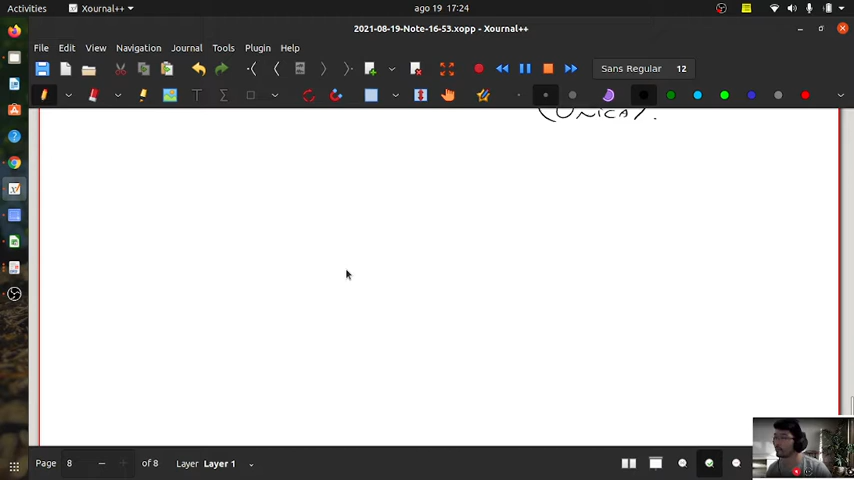 Activities Xournal++ ago 19 17:24
2021-08-19-Note-16-53.xopp - Xournal++
File Edit View Navigation Journal Tools Plugin Help
Sans Regular 12
(ÚNICA).
Page 8 of 8 Layer Layer 1